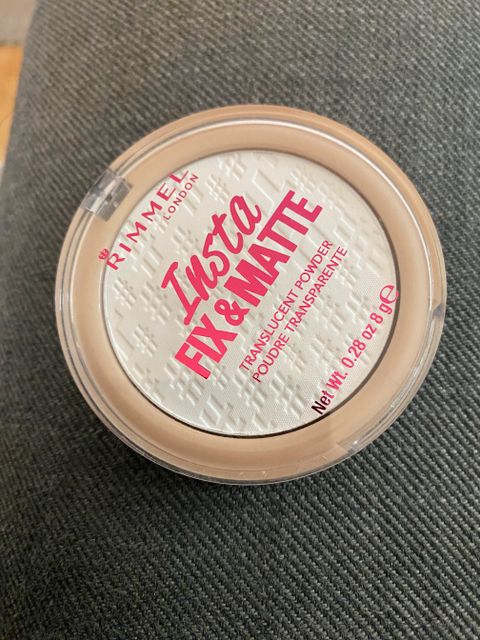 RIMMEL
LONDON
Insta
FIX & MATTE
TRANSLUCENT POWDER
POUDRE TRANSPARENTE
Net Wt. 0.28 oz 8 g ℮